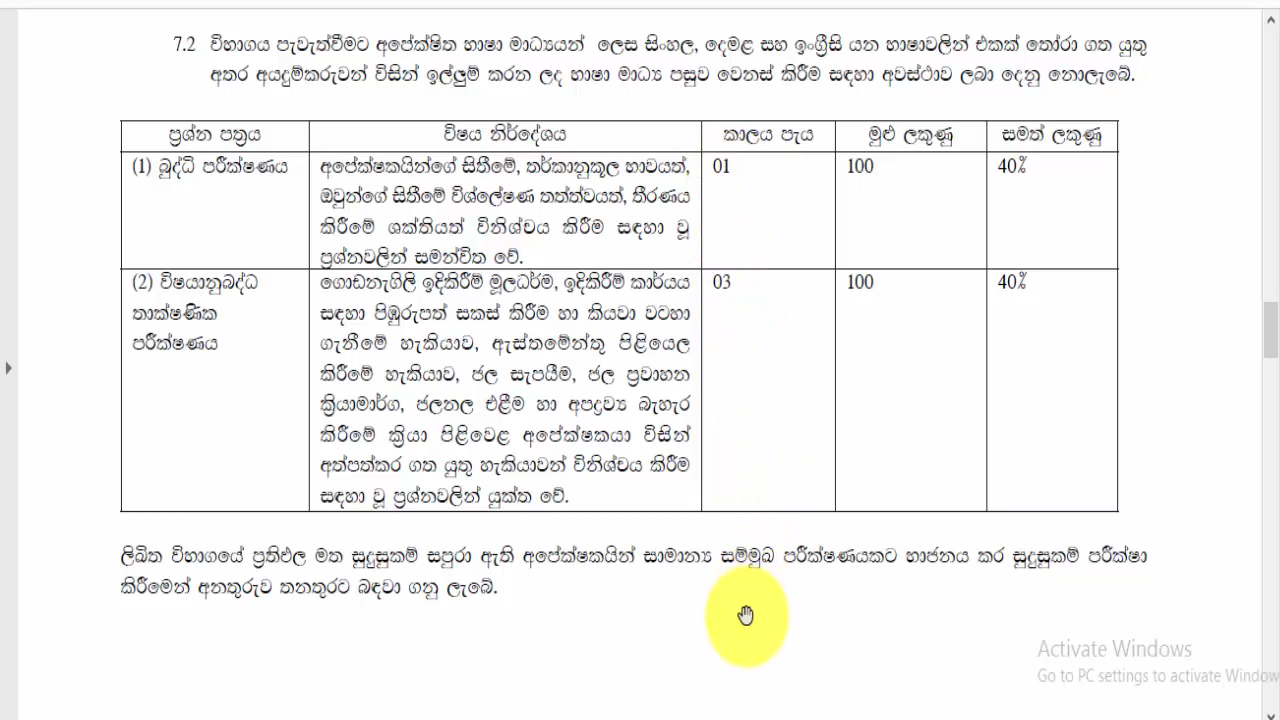 7.2 විභාගය පැවැත්වීමට අපේක්ෂිත භාෂා මාධ්‍යයන් ලෙස සිංහල, දෙමළ සහ ඉංග්‍රීසි යන භාෂාවලින් එකක් තෝරා ගත යුතු
අතර අයදුම්කරුවන් විසින් ඉල්ලුම් කරන ලද භාෂා මාධ්‍ය පසුව වෙනස් කිරීම සඳහා අවස්ථාව ලබා දෙනු නොලැබේ.
ප්‍රශ්න පත්‍රය විෂය නිර්දේශය කාලය පැය මුළු ලකුණු සමත් ලකුණු
(1) බුද්ධි පරීක්ෂණය අපේක්ෂකයින්ගේ සිතීමේ, තර්කානුකූල භාවයත්, 01 100 40%
ඔවුන්ගේ සිතීමේ විශ්ලේෂණ තත්ත්වයත්, තීරණය
කිරීමේ ශක්තියත් විනිශ්චය කිරීම සඳහා වූ
ප්‍රශ්නවලින් සමන්විත වේ.
(2) විෂයානුබද්ධ ගොඩනැගිලි ඉදිකිරීම් මූලධර්ම, ඉදිකිරීම් කාර්යය 03 100 40%
තාක්ෂණික සඳහා පිඹුරුපත් සකස් කිරීම හා කියවා වටහා
පරීක්ෂණය ගැනීමේ හැකියාව, ඇස්තමේන්තු පිළියෙල
කිරීමේ හැකියාව, ජල සැපයීම, ජල ප්‍රවාහන
ක්‍රියාමාර්ග, ජලනල එළීම හා අපද්‍රව්‍ය බැහැර
කිරීමේ ක්‍රියා පිළිවෙළ අපේක්ෂකයා විසින්
අත්පත්කර ගත යුතු හැකියාවන් විනිශ්චය කිරීම
සඳහා වූ ප්‍රශ්නවලින් යුක්ත වේ.
ලිඛිත විභාගයේ ප්‍රතිඵල මත සුදුසුකම් සපුරා ඇති අපේක්ෂකයින් සාමාන්‍ය සම්මුඛ පරීක්ෂණයකට භාජනය කර සුදුසුකම් පරීක්ෂා
කිරීමෙන් අනතුරුව තනතුරට බඳවා ගනු ලැබේ.
Activate Windows
Go to PC settings to activate Window